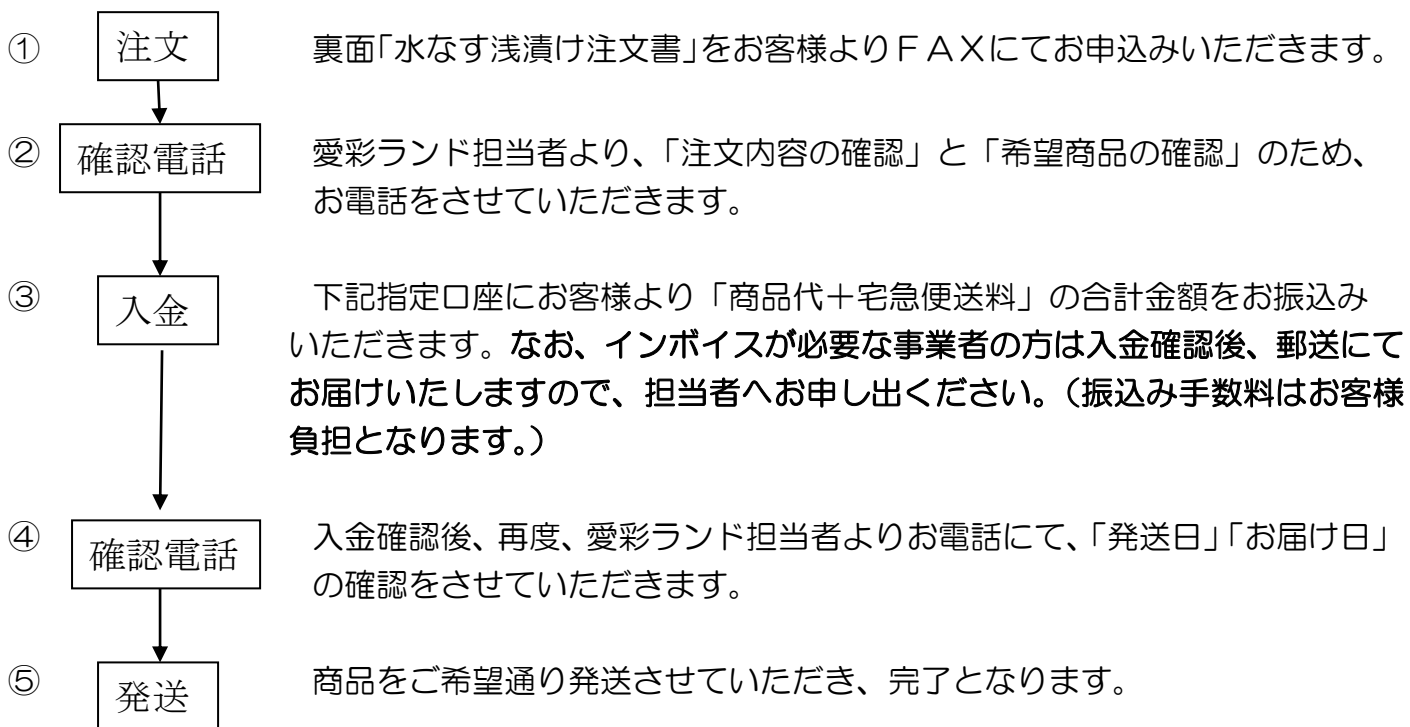 ① 注文 裏面「水なす浅漬け注文書」をお客様よりＦＡＸにてお申込みいただきます。
② 確認電話 愛彩ランド担当者より、「注文内容の確認」と「希望商品の確認」のため、
お電話をさせていただきます。
③ 入金 下記指定口座にお客様より「商品代＋宅急便送料」の合計金額をお振込み
いただきます。なお、インボイスが必要な事業者の方は入金確認後、郵送にて
お届けいたしますので、担当者へお申し出ください。（振込み手数料はお客様
負担となります。）
④ 確認電話 入金確認後、再度、愛彩ランド担当者よりお電話にて、「発送日」「お届け日」
の確認をさせていただきます。
⑤ 発送 商品をご希望通り発送させていただき、完了となります。